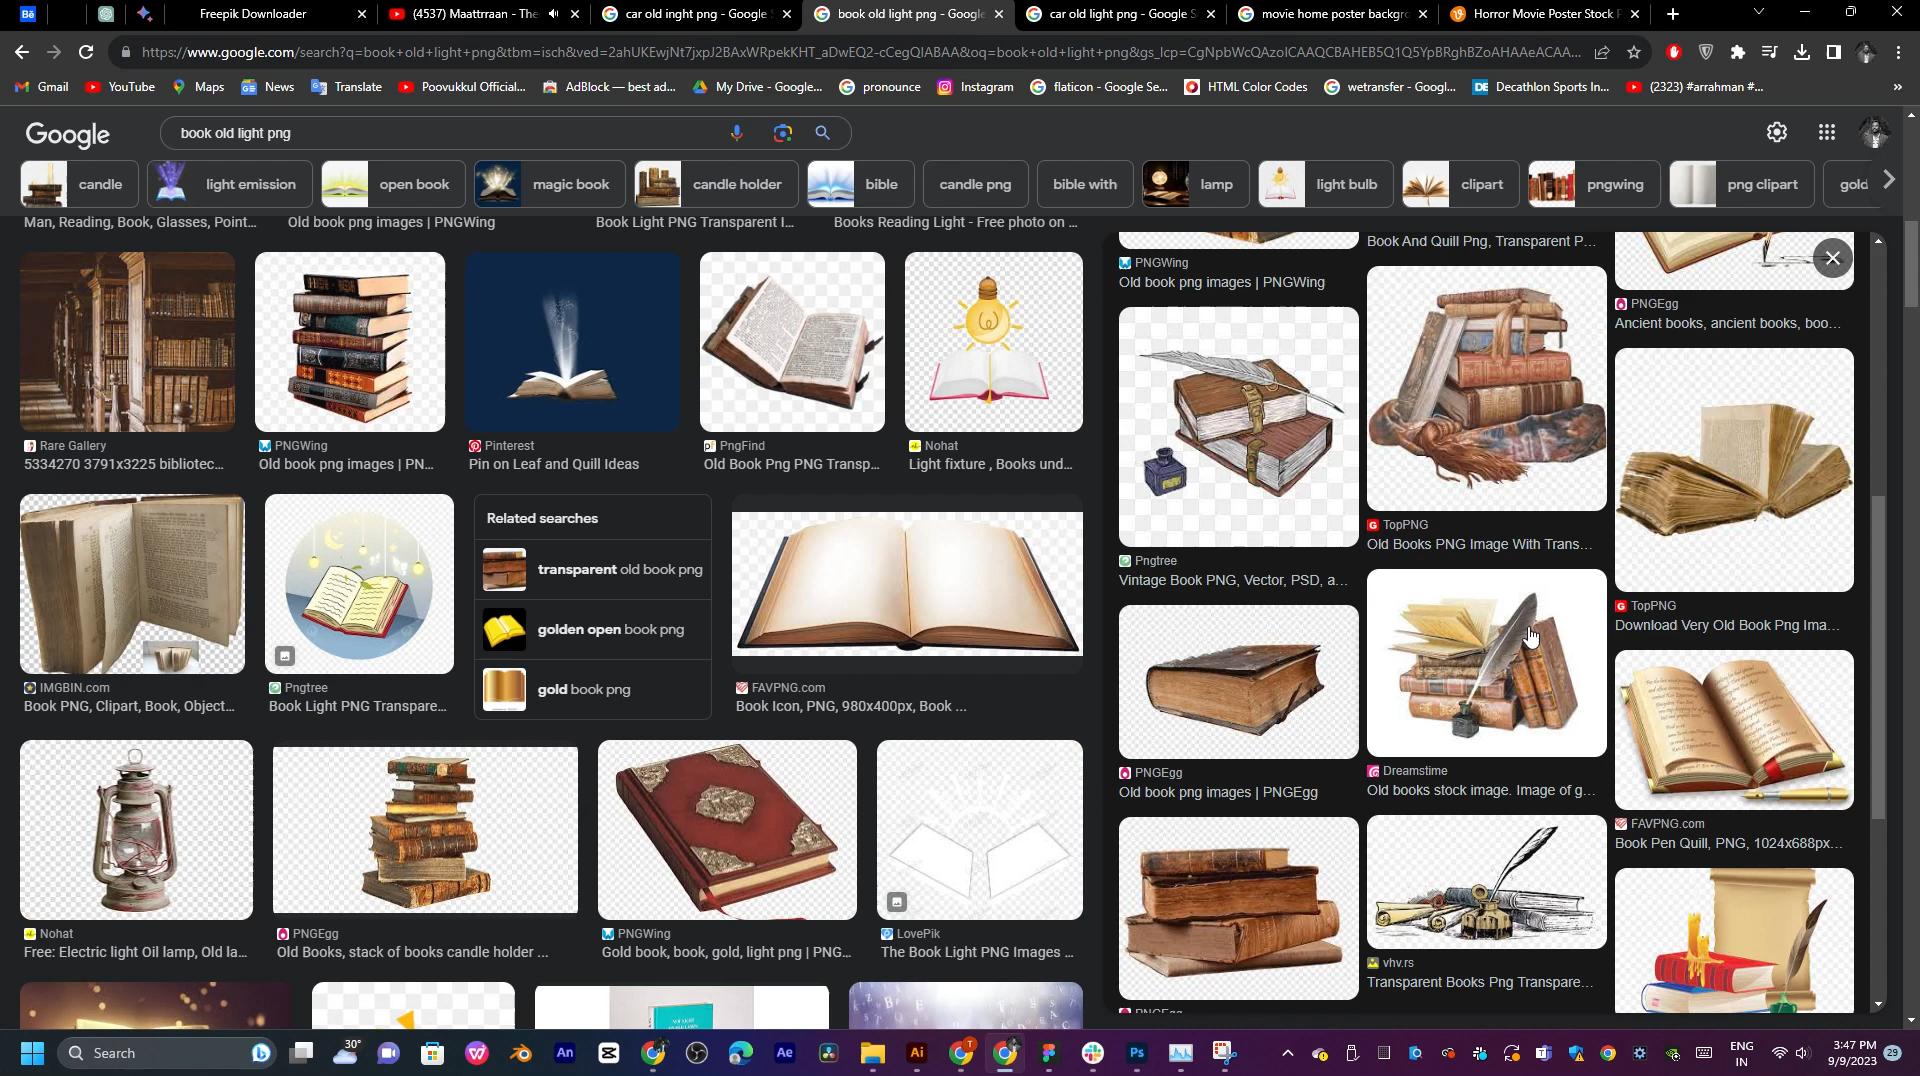 Bē
Freepik Downloader
(4537) Maattrraan - The
car old inght png - Google S
book old light png - Google
car old light png - Google Se
movie home poster backgro
Horror Movie Poster Stock P
https://www.google.com/search?q=book+old+light+png&tbm=isch&ved=2ahUKEwjNt7jxpJ2BAxWRpekKHT_aDwEQ2-cCegQIABAA&oq=book+old+light+png&gs_lcp=CgNpbWcQAzoICAAQCBAHEB5Q1Q5YpBRghBZoAHAAeACAA...
Gmail
YouTube
Maps
News
Translate
Poovukkul Official...
AdBlock — best ad...
My Drive - Google...
pronounce
Instagram
flaticon - Google Se...
HTML Color Codes
wetransfer - Googl...
Decathlon Sports In...
(2323) #arrahman #...
Google
book old light png
candle
light emission
open book
magic book
candle holder
bible
candle png
bible with
lamp
light bulb
clipart
pngwing
png clipart
gold
Man, Reading, Book, Glasses, Point...
Old book png images | PNGWing
Book Light PNG Transparent I...
Books Reading Light - Free photo on ...
Rare Gallery
5334270 3791x3225 bibliotec...
PNGWing
Old book png images | PN...
Pinterest
Pin on Leaf and Quill Ideas
PngFind
Old Book Png PNG Transp...
Nohat
Light fixture , Books und...
IMGBIN.com
Book PNG, Clipart, Book, Object...
Pngtree
Book Light PNG Transpare...
Related searches
transparent old book png
golden open book png
gold book png
FAVPNG.com
Book Icon, PNG, 980x400px, Book ...
Nohat
Free: Electric light Oil lamp, Old la...
PNGEgg
Old Books, stack of books candle holder ...
PNGWing
Gold book, book, gold, light png | PNG...
LovePik
The Book Light PNG Images ...
PNGWing
Old book png images | PNGWing
Pngtree
Vintage Book PNG, Vector, PSD, a...
PNGEgg
Old book png images | PNGEgg
PNGEgg
Book And Quill Png, Transparent P...
TopPNG
Old Books PNG Image With Trans...
Dreamstime
Old books stock image. Image of g...
vhv.rs
Transparent Books Png Transpare...
PNGEgg
Ancient books, ancient books, boo...
TopPNG
Download Very Old Book Png Ima...
FAVPNG.com
Book Pen Quill, PNG, 1024x688px...
Search
30°
An
Ae
Ai
Ps
ENG
IN
3:47 PM
9/9/2023
29